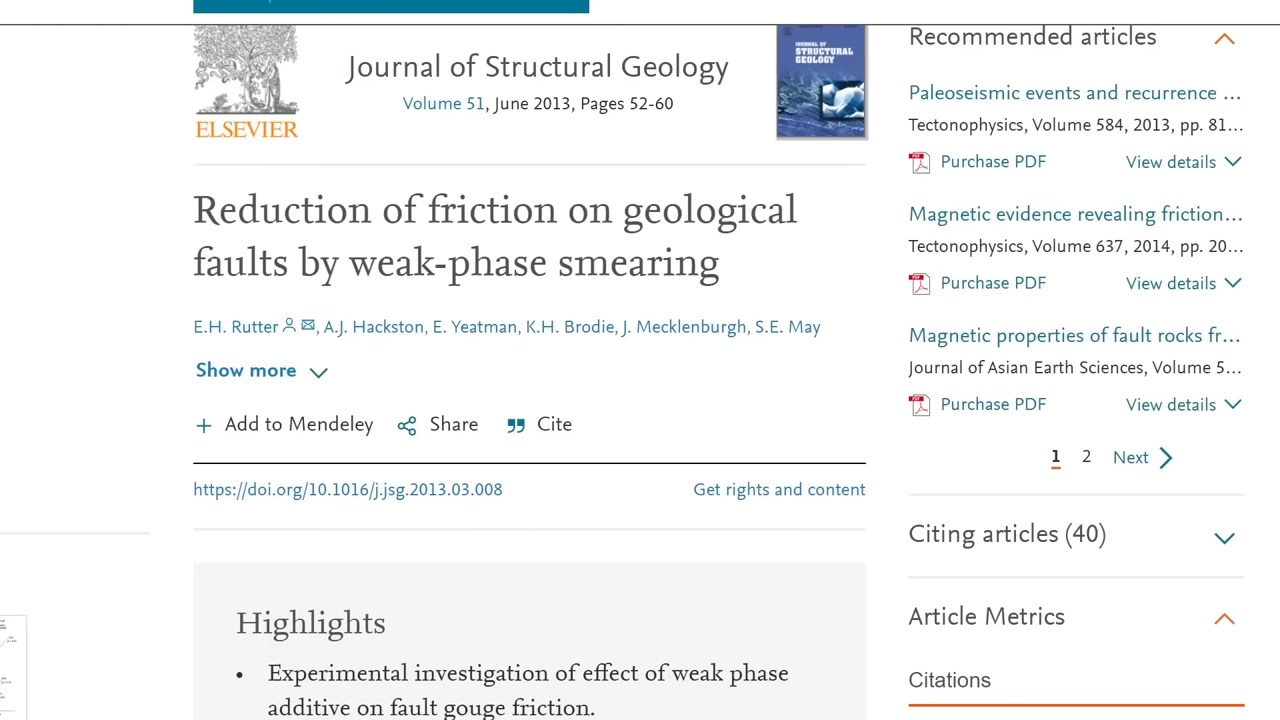 ELSEVIER
Journal of Structural Geology
Volume 51, June 2013, Pages 52-60
JOURNAL OF
STRUCTURAL
GEOLOGY
Reduction of friction on geological
faults by weak-phase smearing
E.H. Rutter, A.J. Hackston, E. Yeatman, K.H. Brodie, J. Mecklenburgh, S.E. May
Show more
Add to Mendeley Share Cite
https://doi.org/10.1016/j.jsg.2013.03.008 Get rights and content
Highlights
• Experimental investigation of effect of weak phase
additive on fault gouge friction.
Recommended articles
Paleoseismic events and recurrence …
Tectonophysics, Volume 584, 2013, pp. 81…
PDF Purchase PDF View details
Magnetic evidence revealing friction…
Tectonophysics, Volume 637, 2014, pp. 20…
PDF Purchase PDF View details
Magnetic properties of fault rocks fr…
Journal of Asian Earth Sciences, Volume 5…
PDF Purchase PDF View details
1 2 Next
Citing articles (40)
Article Metrics
Citations